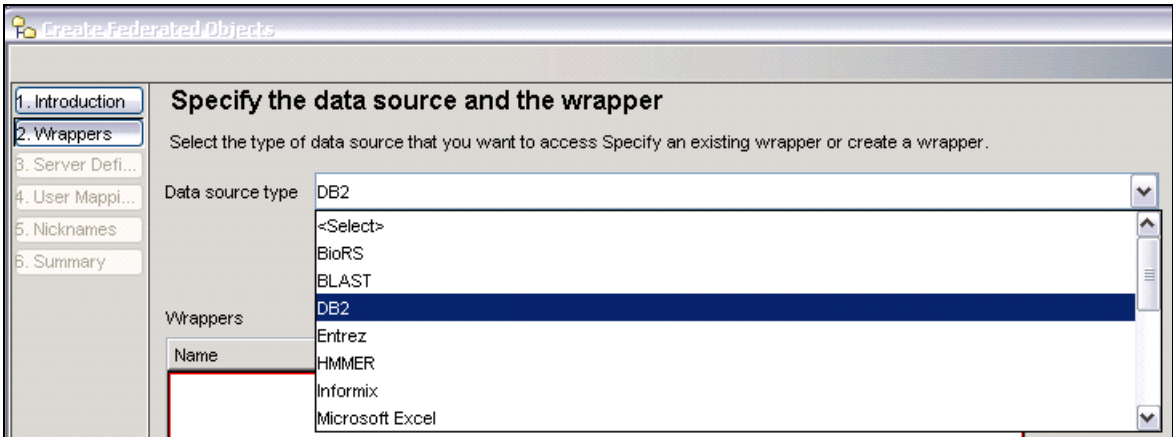 Create Federated Objects
1. Introduction
2. Wrappers
3. Server Defi...
4. User Mappi...
5. Nicknames
6. Summary
Specify the data source and the wrapper
Select the type of data source that you want to access Specify an existing wrapper or create a wrapper.
Data source type DB2
<Select>
BioRS
BLAST
DB2
Entrez
HMMER
Informix
Microsoft Excel
Wrappers
Name